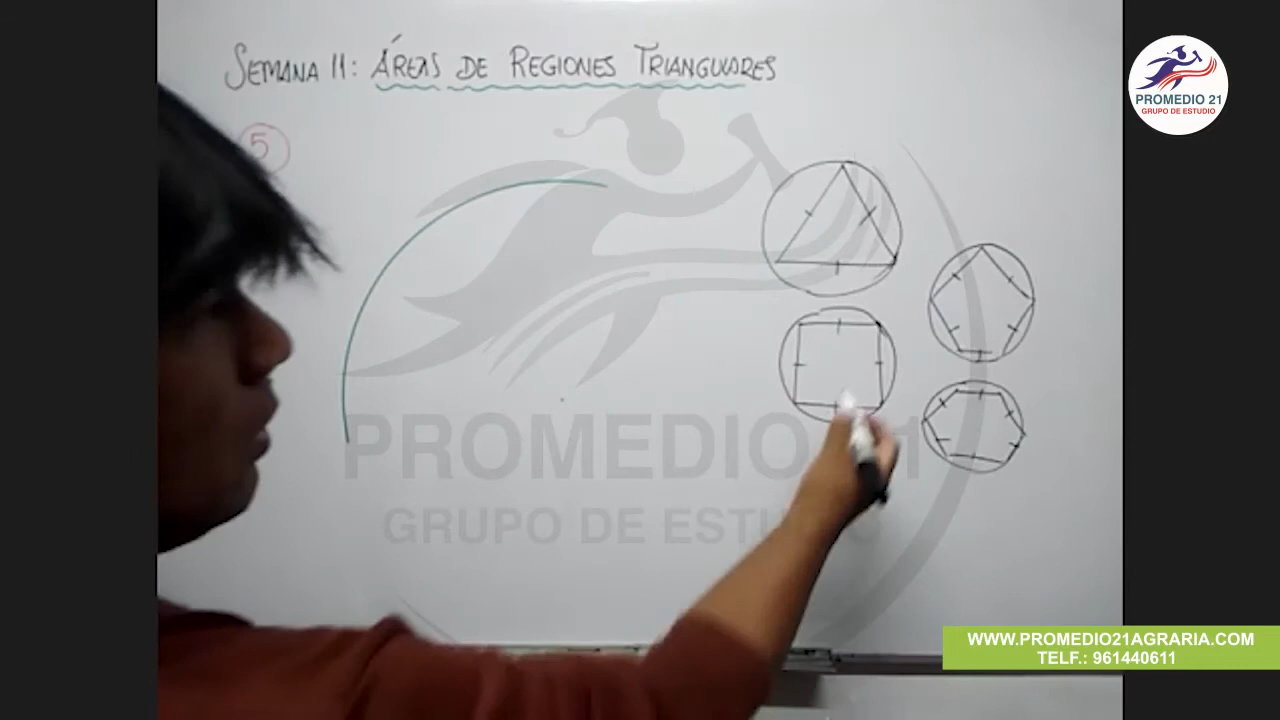 SEMANA 11: ÁREAS DE REGIONES TRIANGULARES
5
PROMEDIO 21
GRUPO DE ESTUDIO
PROMEDIO 21
GRUPO DE ESTUDIO
WWW.PROMEDIO21AGRARIA.COM
TELF.: 961440611